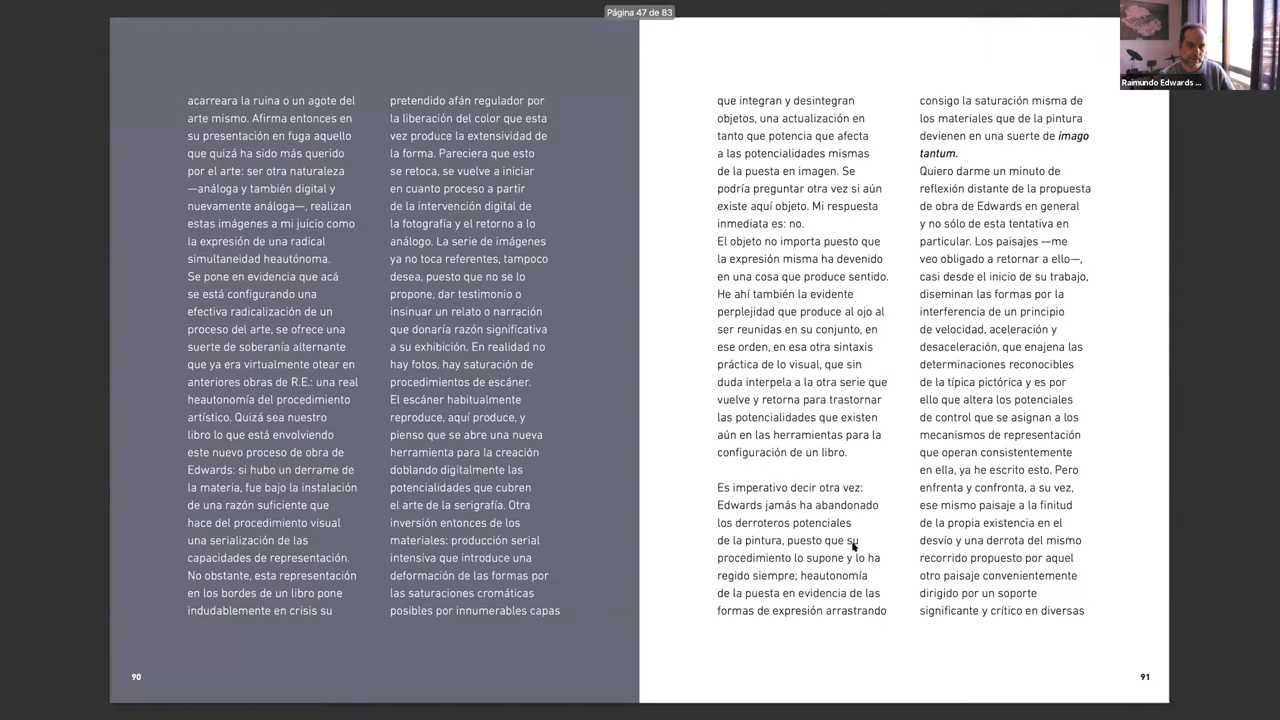 Página 47 de 83
Raimundo Edwards ...
acarreara la ruina o un agote del
arte mismo. Afirma entonces en
su presentación en fuga aquello
que quizá ha sido más querido
por el arte: ser otra naturaleza
—análoga y también digital y
nuevamente análoga—, realizan
estas imágenes a mi juicio como
la expresión de una radical
simultaneidad heautónoma.
Se pone en evidencia que acá
se está configurando una
efectiva radicalización de un
proceso del arte, se ofrece una
suerte de soberanía alternante
que ya era virtualmente otear en
anteriores obras de R.E.: una real
heautonomía del procedimiento
artístico. Quizá sea nuestro
libro lo que está envolviendo
este nuevo proceso de obra de
Edwards: si hubo un derrame de
la materia, fue bajo la instalación
de una razón suficiente que
hace del procedimiento visual
una serialización de las
capacidades de representación.
No obstante, esta representación
en los bordes de un libro pone
indudablemente en crisis su
pretendido afán regulador por
la liberación del color que esta
vez produce la extensividad de
la forma. Pareciera que esto
se retoca, se vuelve a iniciar
en cuanto proceso a partir
de la intervención digital de
la fotografía y el retorno a lo
análogo. La serie de imágenes
ya no toca referentes, tampoco
desea, puesto que no se lo
propone, dar testimonio o
insinuar un relato o narración
que donaría razón significativa
a su exhibición. En realidad no
hay fotos, hay saturación de
procedimientos de escáner.
El escáner habitualmente
reproduce, aquí produce, y
pienso que se abre una nueva
herramienta para la creación
doblando digitalmente las
potencialidades que cubren
el arte de la serigrafía. Otra
inversión entonces de los
materiales: producción serial
intensiva que introduce una
deformación de las formas por
las saturaciones cromáticas
posibles por innumerables capas
90
que integran y desintegran
objetos, una actualización en
tanto que potencia que afecta
a las potencialidades mismas
de la puesta en imagen. Se
podría preguntar otra vez si aún
existe aquí objeto. Mi respuesta
inmediata es: no.
El objeto no importa puesto que
la expresión misma ha devenido
en una cosa que produce sentido.
He ahí también la evidente
perplejidad que produce al ojo al
ser reunidas en su conjunto, en
ese orden, en esa otra sintaxis
práctica de lo visual, que sin
duda interpela a la otra serie que
vuelve y retorna para trastornar
las potencialidades que existen
aún en las herramientas para la
configuración de un libro.
Es imperativo decir otra vez:
Edwards jamás ha abandonado
los derroteros potenciales
de la pintura, puesto que su
procedimiento lo supone y lo ha
regido siempre; heautonomía
de la puesta en evidencia de las
formas de expresión arrastrando
consigo la saturación misma de
los materiales que de la pintura
devienen en una suerte de imago
tantum.
Quiero darme un minuto de
reflexión distante de la propuesta
de obra de Edwards en general
y no sólo de esta tentativa en
particular. Los paisajes —me
veo obligado a retornar a ello—,
casi desde el inicio de su trabajo,
diseminan las formas por la
interferencia de un principio
de velocidad, aceleración y
desaceleración, que enajena las
determinaciones reconocibles
de la típica pictórica y es por
ello que altera los potenciales
de control que se asignan a los
mecanismos de representación
que operan consistentemente
en ella, ya he escrito esto. Pero
enfrenta y confronta, a su vez,
ese mismo paisaje a la finitud
de la propia existencia en el
desvío y una derrota del mismo
recorrido propuesto por aquel
otro paisaje convenientemente
dirigido por un soporte
significante y crítico en diversas
91